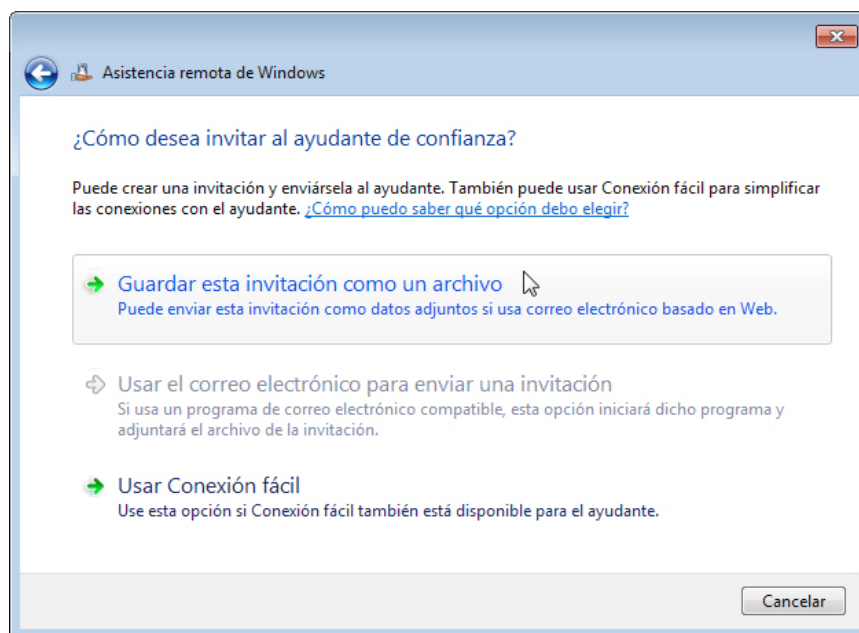 Asistencia remota de Windows
¿Cómo desea invitar al ayudante de confianza?
Puede crear una invitación y enviársela al ayudante. También puede usar Conexión fácil para simplificar
las conexiones con el ayudante. ¿Cómo puedo saber qué opción debo elegir?
Guardar esta invitación como un archivo
Puede enviar esta invitación como datos adjuntos si usa correo electrónico basado en Web.
Usar el correo electrónico para enviar una invitación
Si usa un programa de correo electrónico compatible, esta opción iniciará dicho programa y
adjuntará el archivo de la invitación.
Usar Conexión fácil
Use esta opción si Conexión fácil también está disponible para el ayudante.
Cancelar